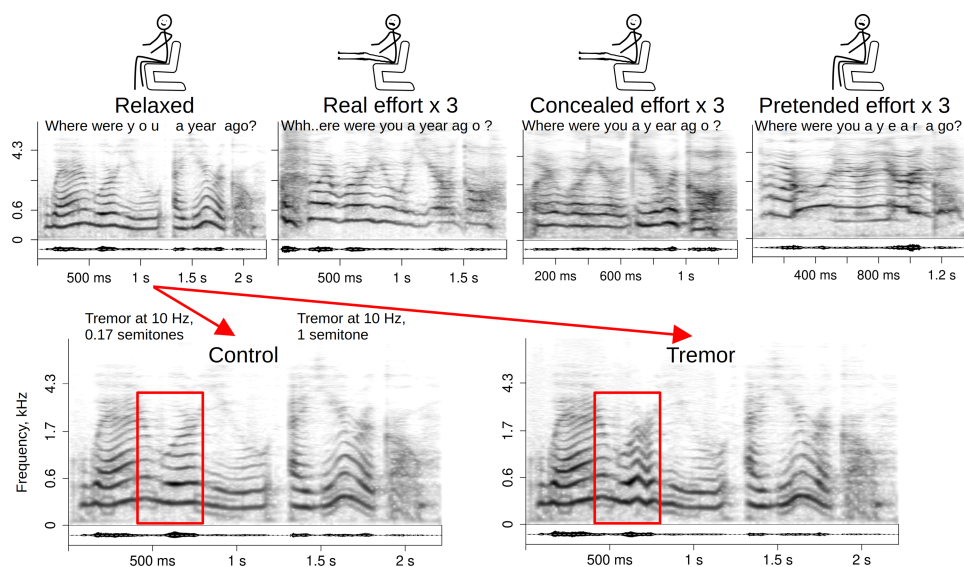 Relaxed
Real effort x 3
Concealed effort x 3
Pretended effort x 3
Where were y o u a year ago?
Whh..ere were you a year ag o ?
Where were you a y ear ag o ?
Where were you a y e a r a go?
4.3
1.7
0.6
0
500 ms 1 s 1.5 s 2 s
500 ms 1 s 1.5 s
200 ms 600 ms 1 s
400 ms 800 ms 1.2 s
Tremor at 10 Hz,
0.17 semitones
Tremor at 10 Hz,
1 semitone
Control
Tremor
Frequency, kHz
4.3
1.7
0.6
0
500 ms 1 s 1.5 s 2 s
4.3
1.7
0.6
0
500 ms 1 s 1.5 s 2 s